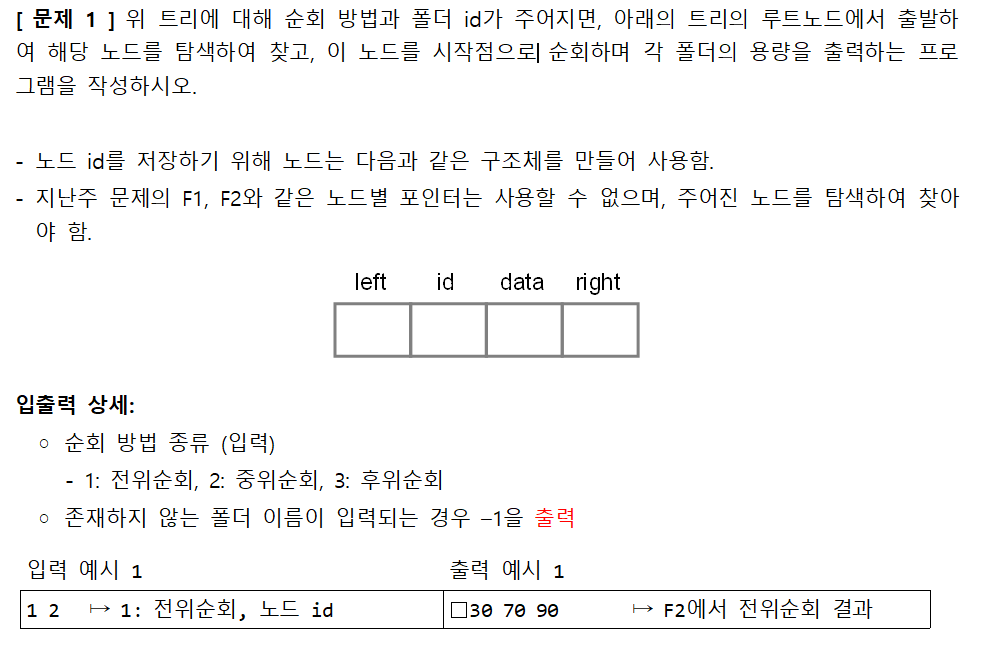 [ 문제 1 ] 위 트리에 대해 순회 방법과 폴더 id가 주어지면, 아래의 트리의 루트노드에서 출발하
여 해당 노드를 탐색하여 찾고, 이 노드를 시작점으로 순회하며 각 폴더의 용량을 출력하는 프로
그램을 작성하시오.
- 노드 id를 저장하기 위해 노드는 다음과 같은 구조체를 만들어 사용함.
- 지난주 문제의 F1, F2와 같은 노드별 포인터는 사용할 수 없으며, 주어진 노드를 탐색하여 찾아
야 함.
left id data right
입출력 상세:
○ 순회 방법 종류 (입력)
- 1: 전위순회, 2: 중위순회, 3: 후위순회
○ 존재하지 않는 폴더 이름이 입력되는 경우 –1을 출력
입력 예시 1 출력 예시 1
1 2 ↦ 1: 전위순회, 노드 id □30 70 90 ↦ F2에서 전위순회 결과